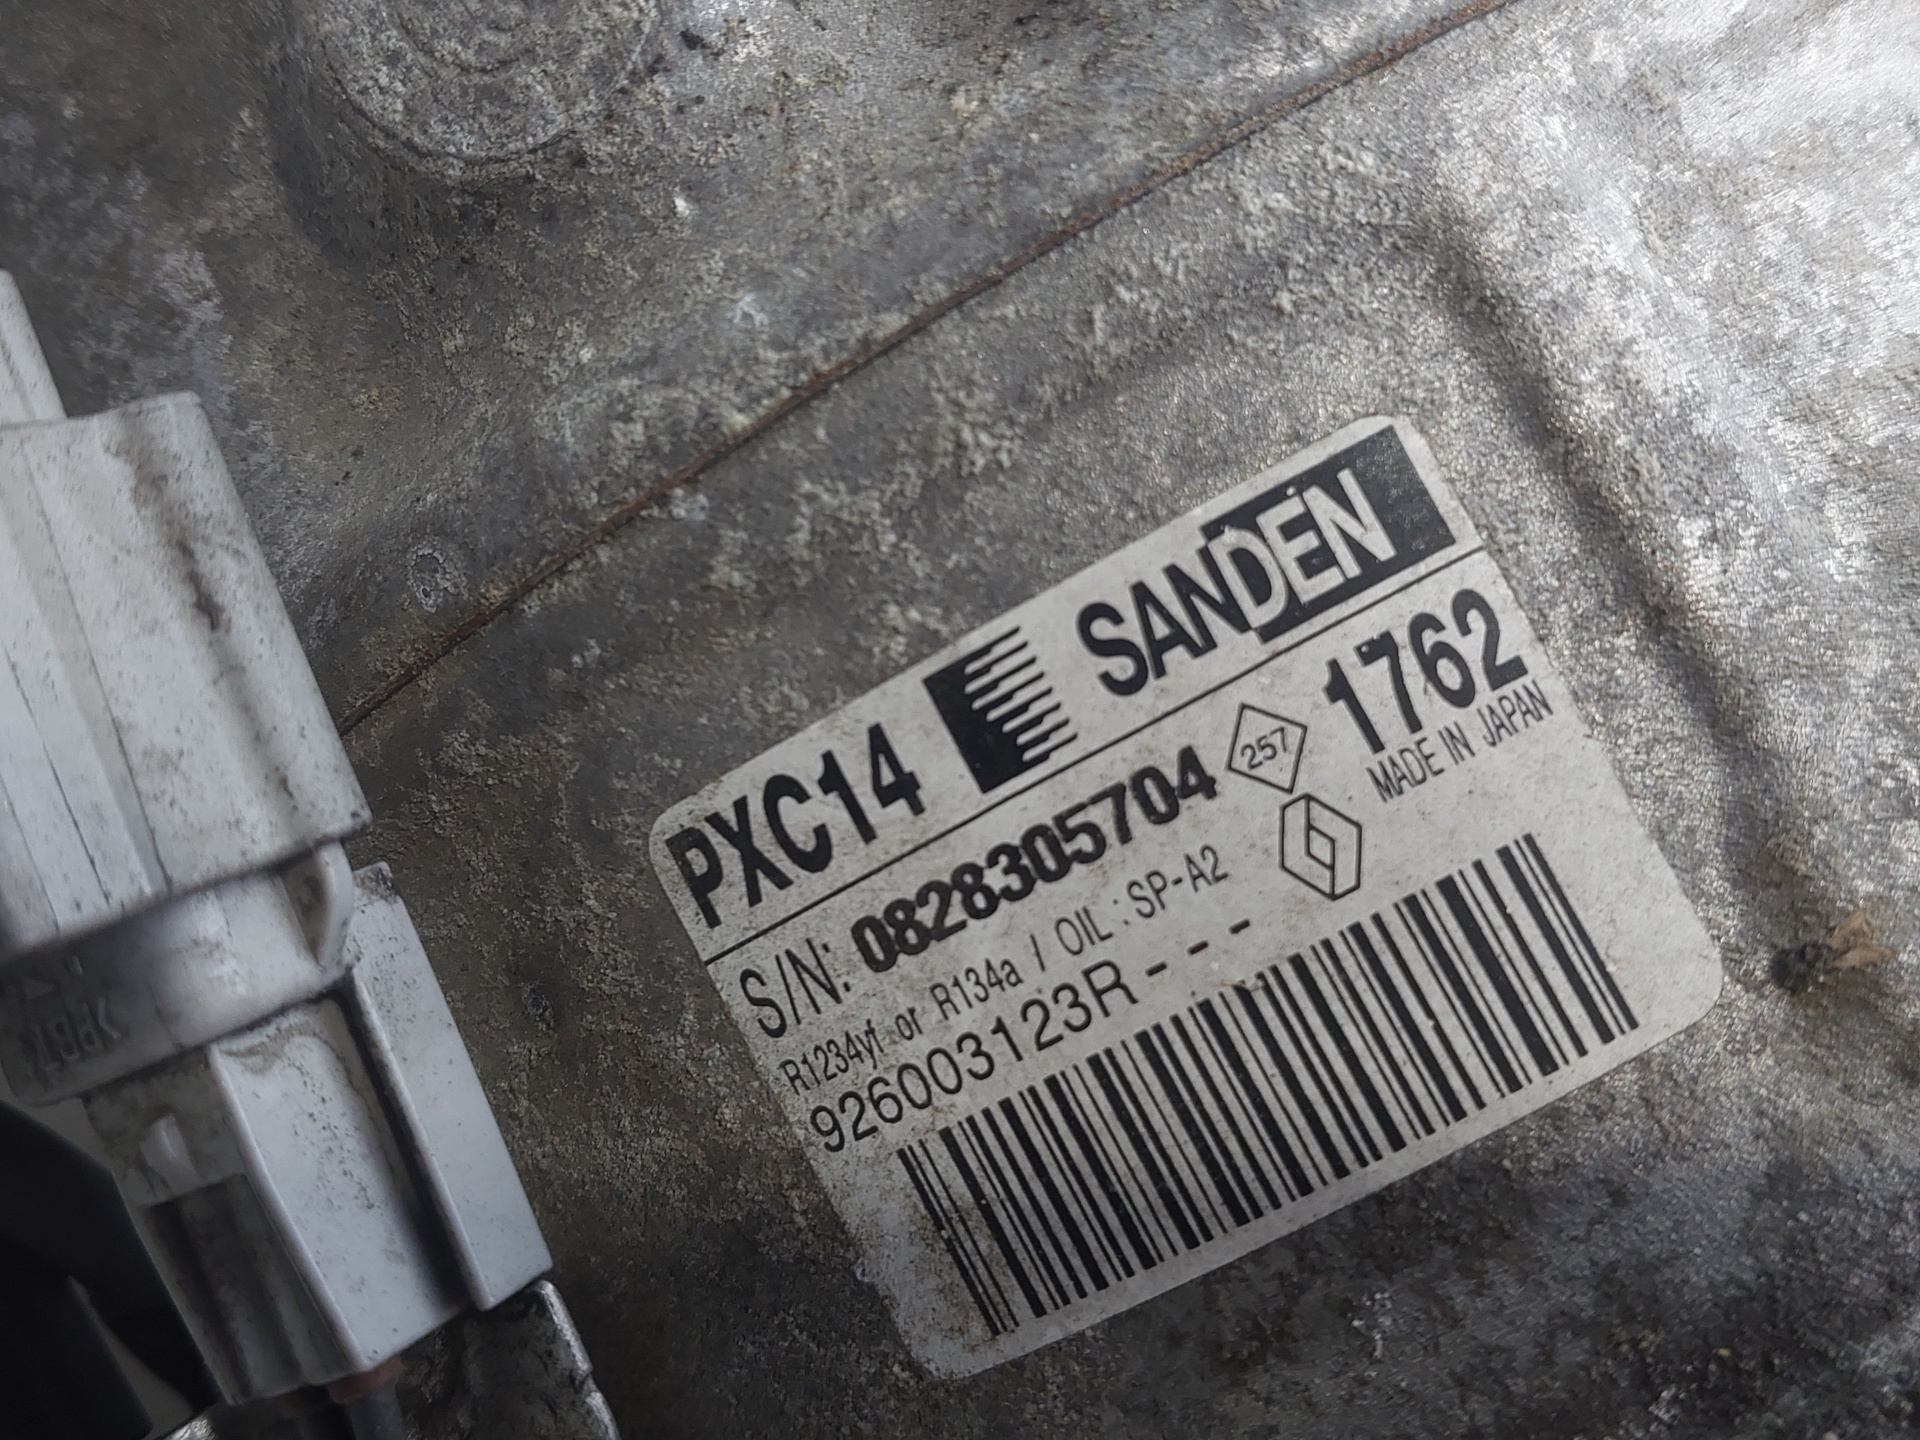 PXC14 SANDEN
S/N: 0828305704 257 1762
MADE IN JAPAN
R1234yf or R134a / OIL : SP-A2
926003123R - - -